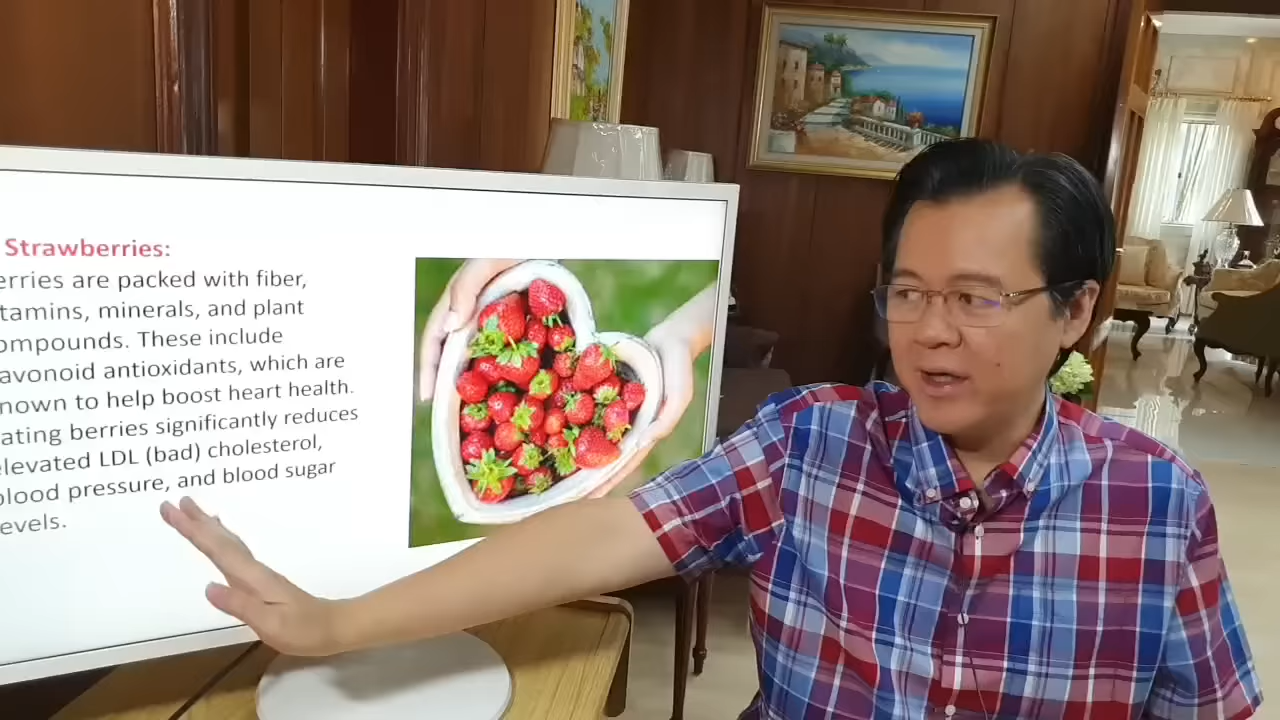 Strawberries:
erries are packed with fiber,
tamins, minerals, and plant
ompounds. These include
avonoid antioxidants, which are
nown to help boost heart health.
ating berries significantly reduces
elevated LDL (bad) cholesterol,
blood pressure, and blood sugar
evels.